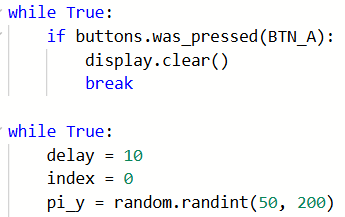 while True:
    if buttons.was_pressed(BTN_A):
        display.clear()
        break
while True:
    delay = 10
    index = 0
    pi_y = random.randint(50, 200)